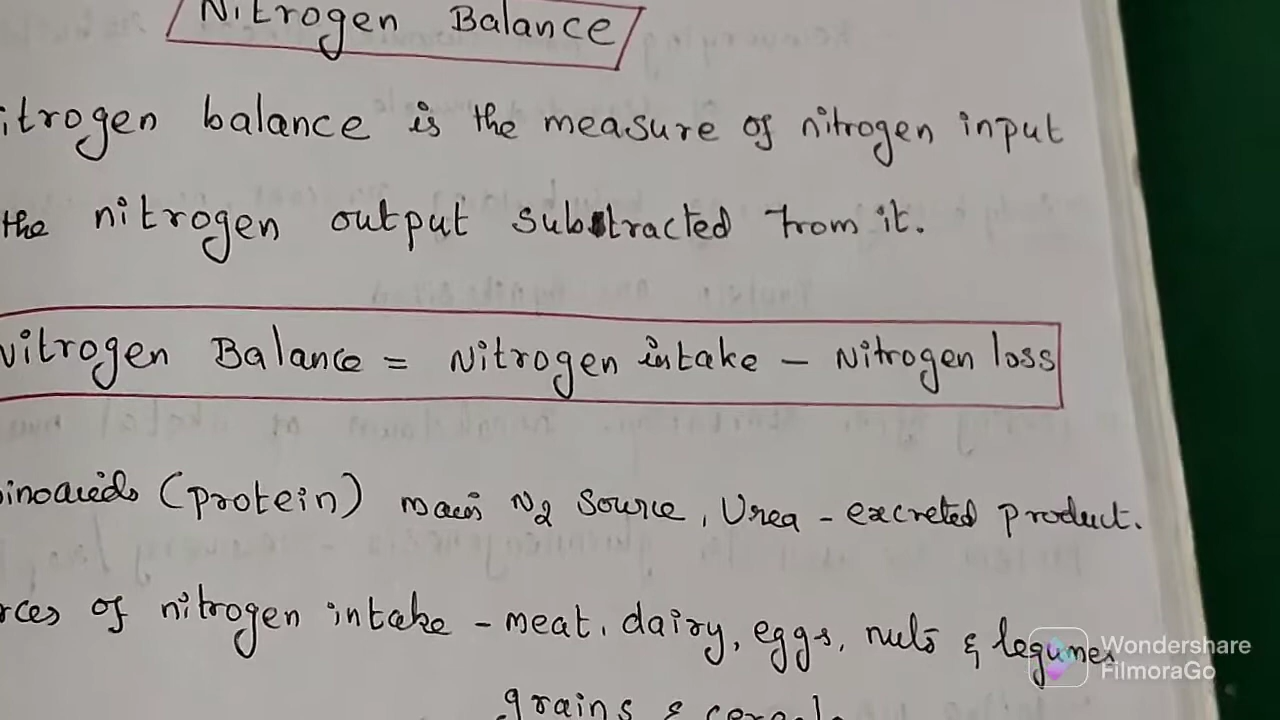 Nitrogen Balance
itrogen balance is the measure of nitrogen input
the nitrogen output substracted from it.
Nitrogen Balance = Nitrogen intake - Nitrogen loss
inoacids (protein) main N2 source, Urea - excreted product.
rces of nitrogen intake - meat, dairy, eggs, nuts & legumes
grains &
Wondershare
FilmoraGo